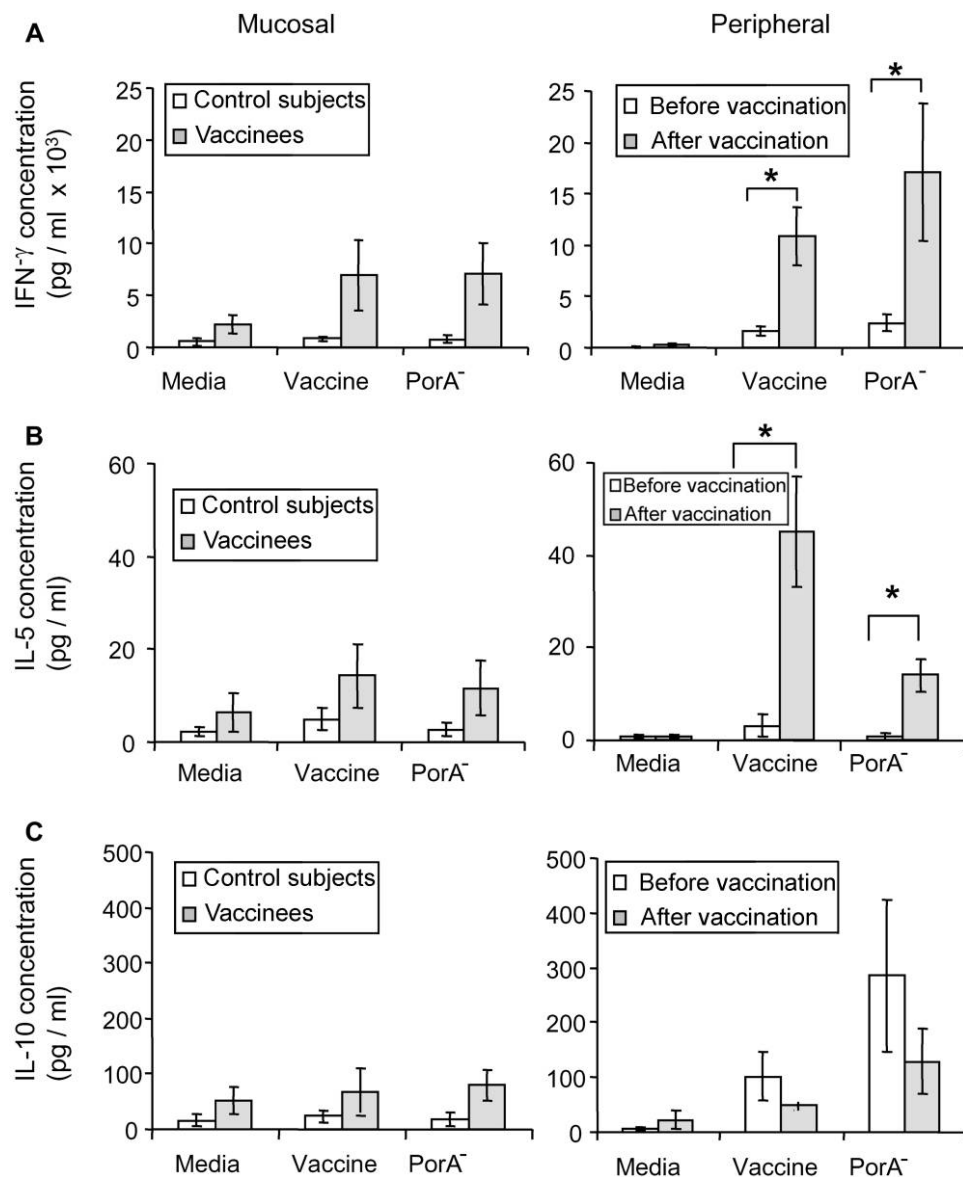 Mucosal
Peripheral
A
IFN-γ concentration
(pg / ml x 10³)
25
20
15
10
5
0
Control subjects
Vaccinees
Media
Vaccine
PorA⁻
25
20
15
10
5
0
Before vaccination
After vaccination
*
*
Media
Vaccine
PorA⁻
B
IL-5 concentration
(pg / ml)
60
40
20
0
Control subjects
Vaccinees
Media
Vaccine
PorA⁻
60
40
20
0
Before vaccination
After vaccination
*
*
Media
Vaccine
PorA⁻
C
IL-10 concentration
(pg / ml)
500
400
300
200
100
0
Control subjects
Vaccinees
Media
Vaccine
PorA⁻
500
400
300
200
100
0
Before vaccination
After vaccination
Media
Vaccine
PorA⁻